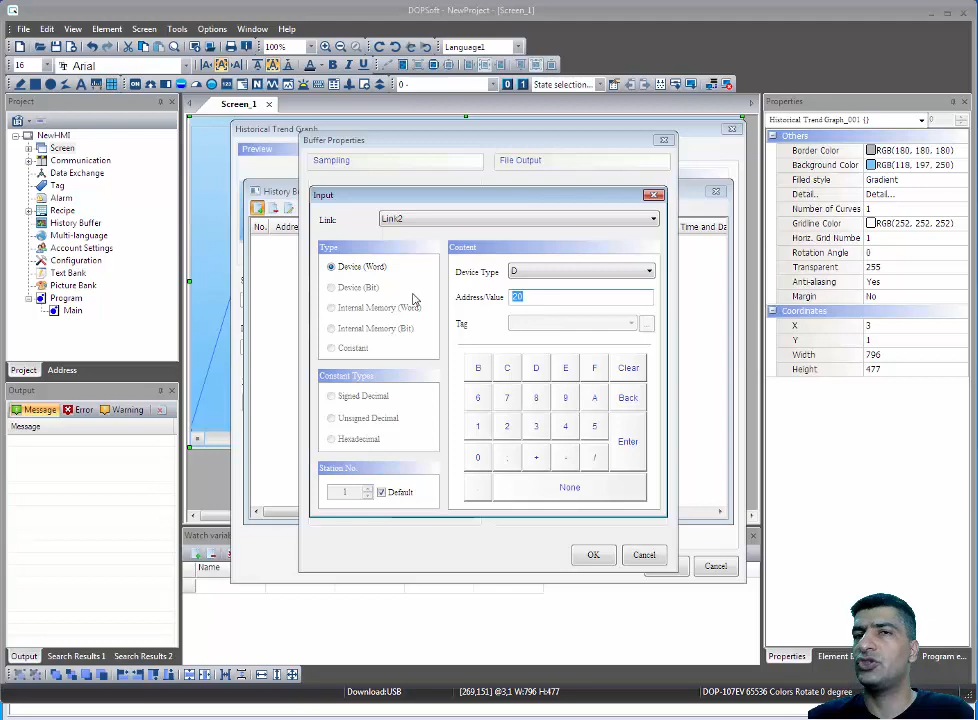 DOPSoft - NewProject - [Screen_1]
File Edit View Element Screen Tools Options Window Help
100% Language1
16 Arial
0 - State selection...
Project
NewHMI
Screen
Communication
Data Exchange
Tag
Alarm
Recipe
History Buffer
Multi-language
Account Settings
Configuration
Text Bank
Picture Bank
Program
Main
Project Address
Output
Message Error Warning
Message
Output Search Results 1 Search Results 2
Screen_1
Historical Trend Graph
Preview
History B
No. Addre
Time and Da
Buffer Properties
Sampling File Output
Input
Link: Link2
Type
Device (Word)
Device (Bit)
Internal Memory (Word)
Internal Memory (Bit)
Constant
Constant Types
Signed Decimal
Unsigned Decimal
Hexadecimal
Station No.
1 Default
Content
Device Type D
Address/Value 20
Tag ...
B C D E F Clear
6 7 8 9 A Back
1 2 3 4 5 Enter
0 : + - /
None
OK Cancel
Cancel
Watch variab
Name
Properties
Historical Trend Graph_001 {} 0
Others
Border Color RGB(180, 180, 180)
Background Color RGB(118, 197, 250)
Filled style Gradient
Detail.. Detail...
Number of Curves 1
Gridline Color RGB(252, 252, 252)
Horiz. Grid Numbe 1
Rotation Angle 0
Transparent 255
Anti-aliasing Yes
Margin No
Coordinates
X 3
Y 1
Width 796
Height 477
Properties Element Program e...
Download:USB [269,151] @3,1 W:796 H:477 DOP-107EV 65536 Colors Rotate 0 degree